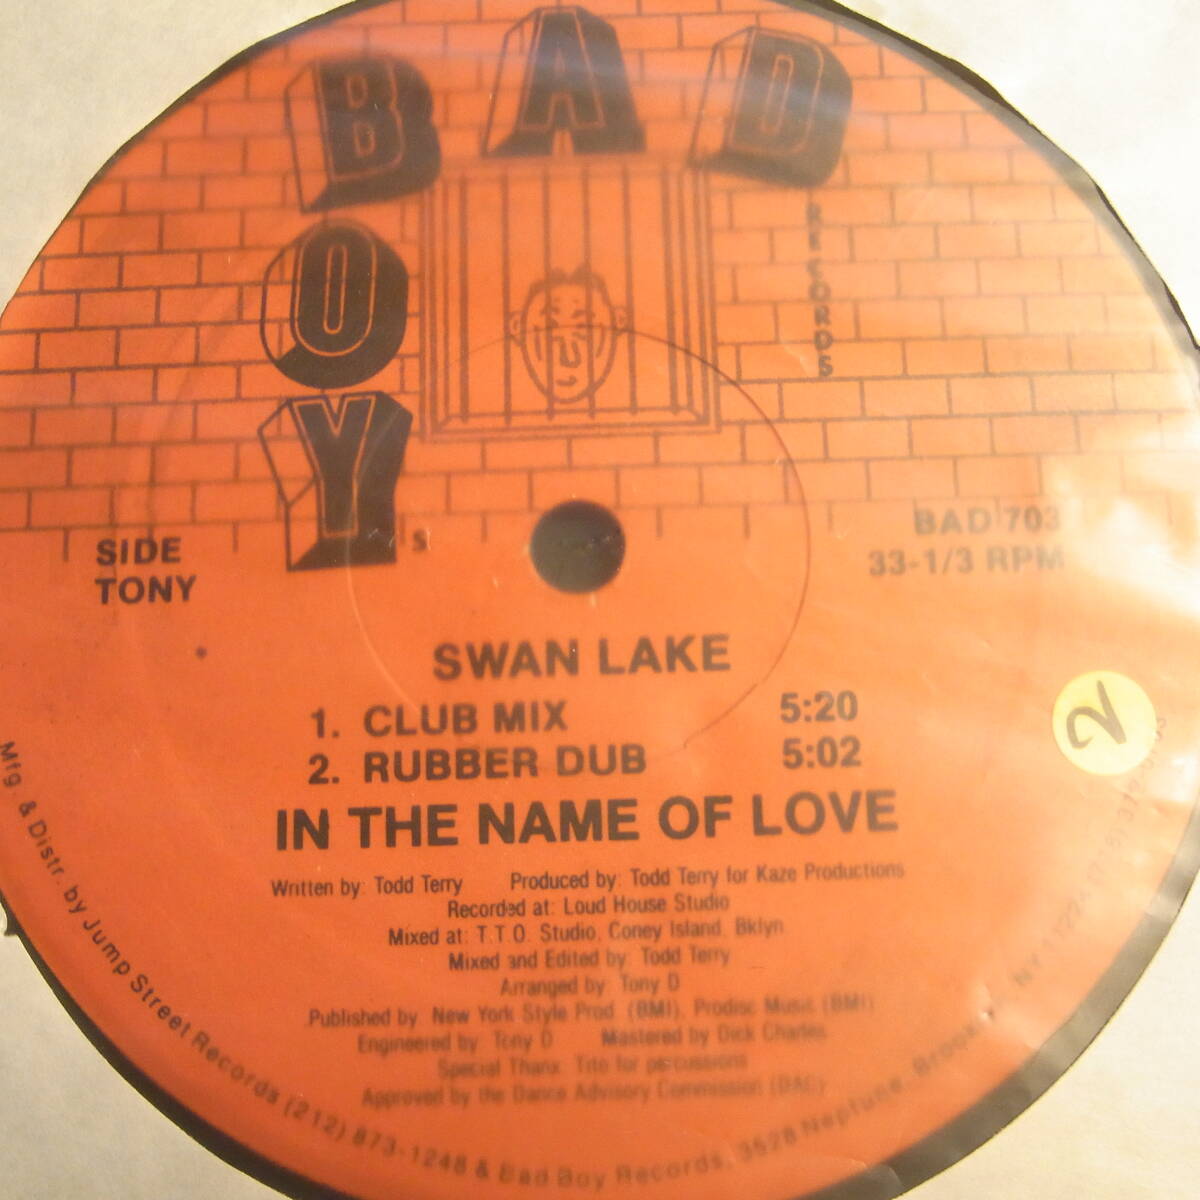 BAD
BOY's
RECORDS
SIDE
TONY
BAD 703
33-1/3 RPM
SWAN LAKE
1. CLUB MIX 5:20
2. RUBBER DUB 5:02
IN THE NAME OF LOVE
Written by: Todd Terry Produced by: Todd Terry for Kaze Productions
Recorded at: Loud House Studio
Mixed at: T.T.O. Studio, Coney Island, Bklyn
Mixed and Edited by: Todd Terry
Arranged by: Tony D
Published by: New York Style Prod. (BMI), Prodisc Music (BMI)
Engineered by: Tony D Mastered by Dick Charles
Special Thanx: Tito for percussions
Approved by the Dance Advisory Commission (DAC)
Mfg. & Distr. by Jump Street Records (212) 873-1248 & Bad Boy Records, 3528 Neptune, Brooklyn, NY 11224 (718)
2